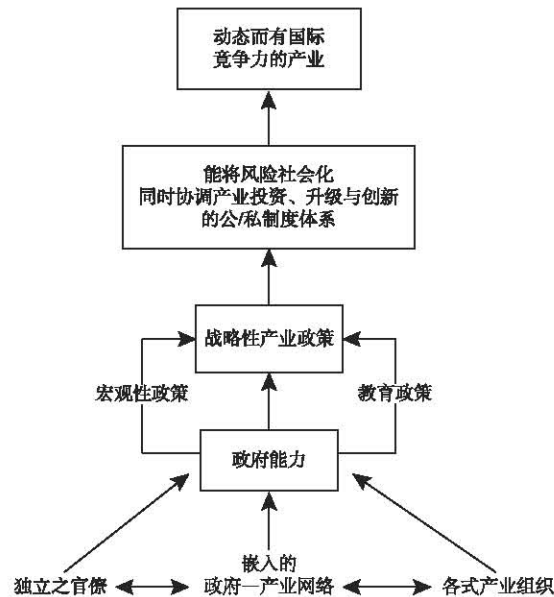 动态而有国际
竞争力的产业
能将风险社会化
同时协调产业投资、升级与创新
的公/私制度体系
战略性产业政策
宏观性政策
教育政策
政府能力
独立之官僚
嵌入的
政府—产业网络
各式产业组织